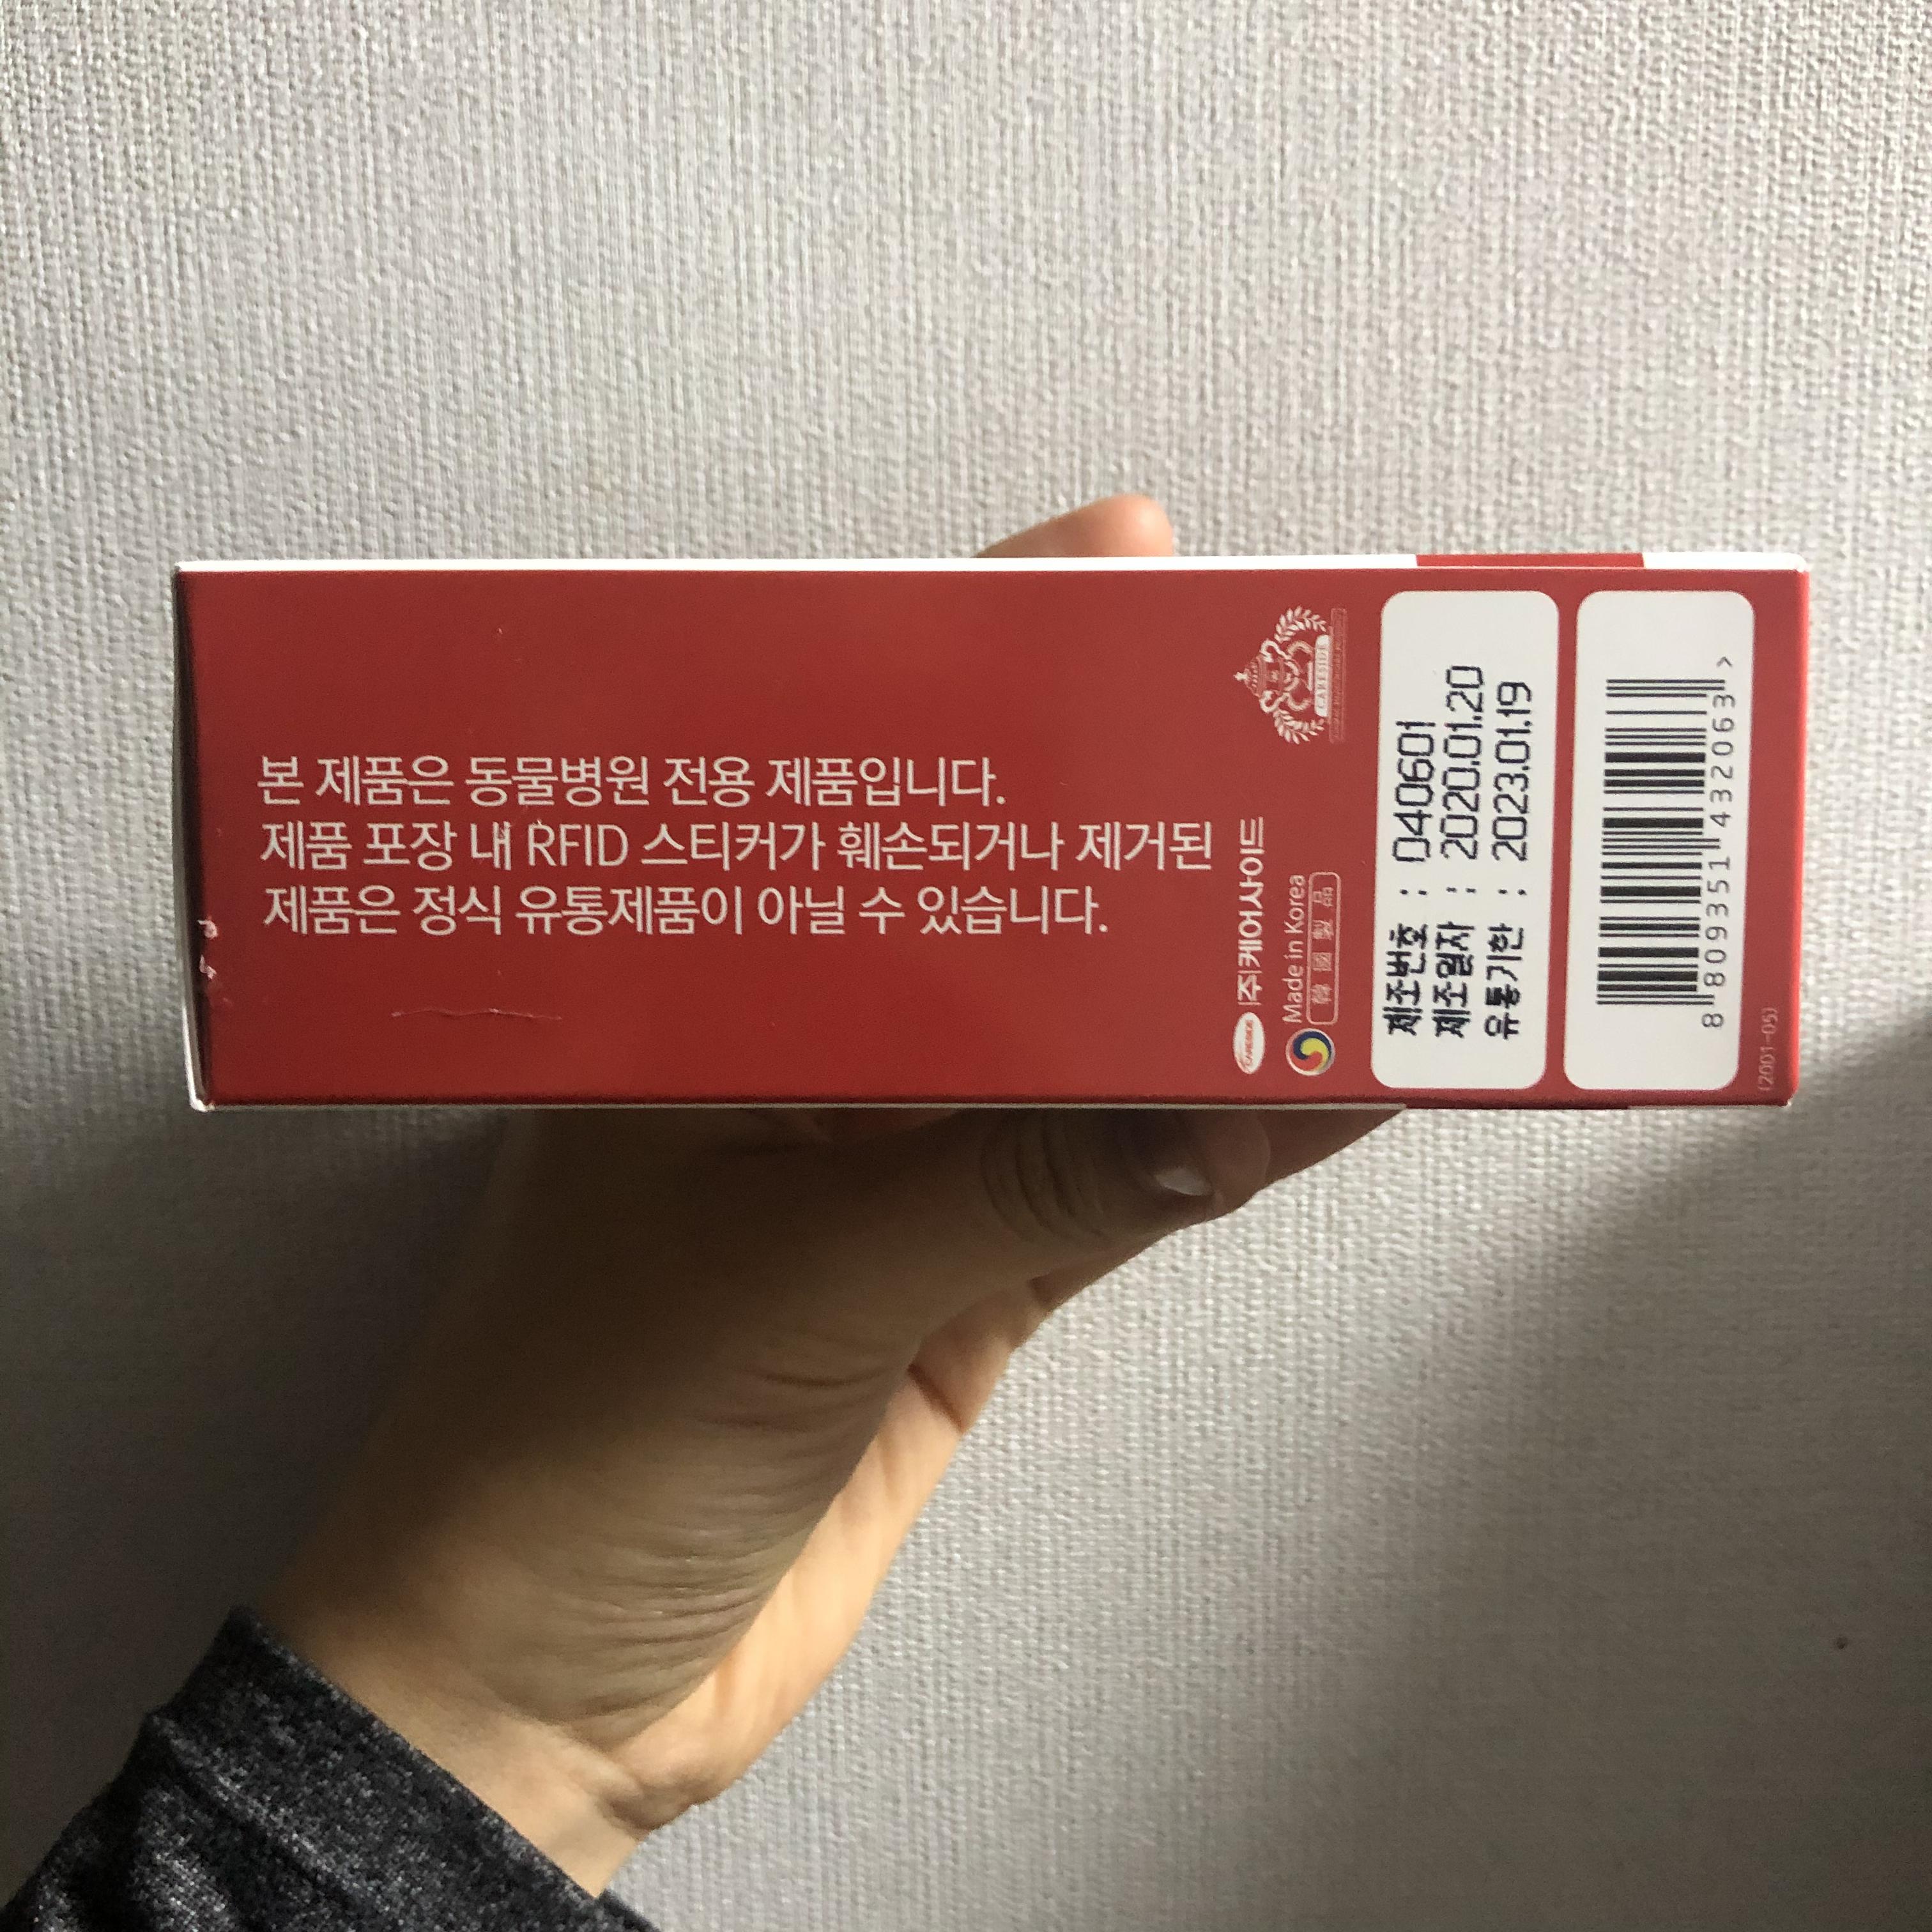 본 제품은 동물병원 전용 제품입니다.
제품 포장 내 RFID 스티커가 훼손되거나 제거된
제품은 정식 유통제품이 아닐 수 있습니다.
CARESIDE
CARESIDE
(주)케어사이드
Made in Korea
韓國製品
제조번호 : D40601
제조일자 : 2020.01.20
유통기한 : 2023.01.19
8 809351 432063 >
(2001-05)